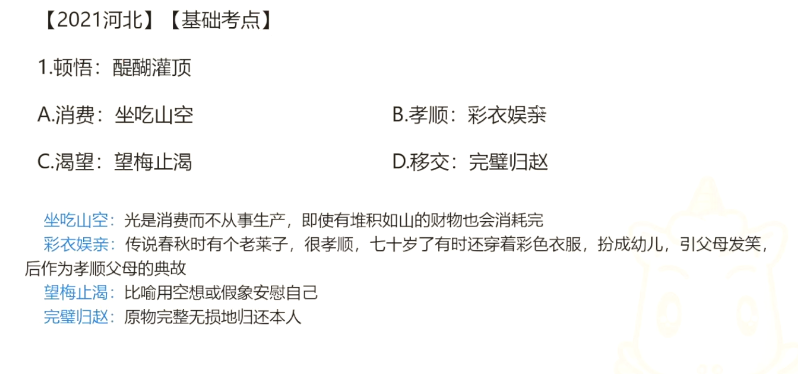 【2021河北】【基础考点】
1.顿悟：醍醐灌顶
A.消费：坐吃山空 B.孝顺：彩衣娱亲
C.渴望：望梅止渴 D.移交：完璧归赵
坐吃山空：光是消费而不从事生产，即使有堆积如山的财物也会消耗完
彩衣娱亲：传说春秋时有个老莱子，很孝顺，七十岁了有时还穿着彩色衣服，扮成幼儿，引父母发笑，
后作为孝顺父母的典故
望梅止渴：比喻用空想或假象安慰自己
完璧归赵：原物完整无损地归还本人